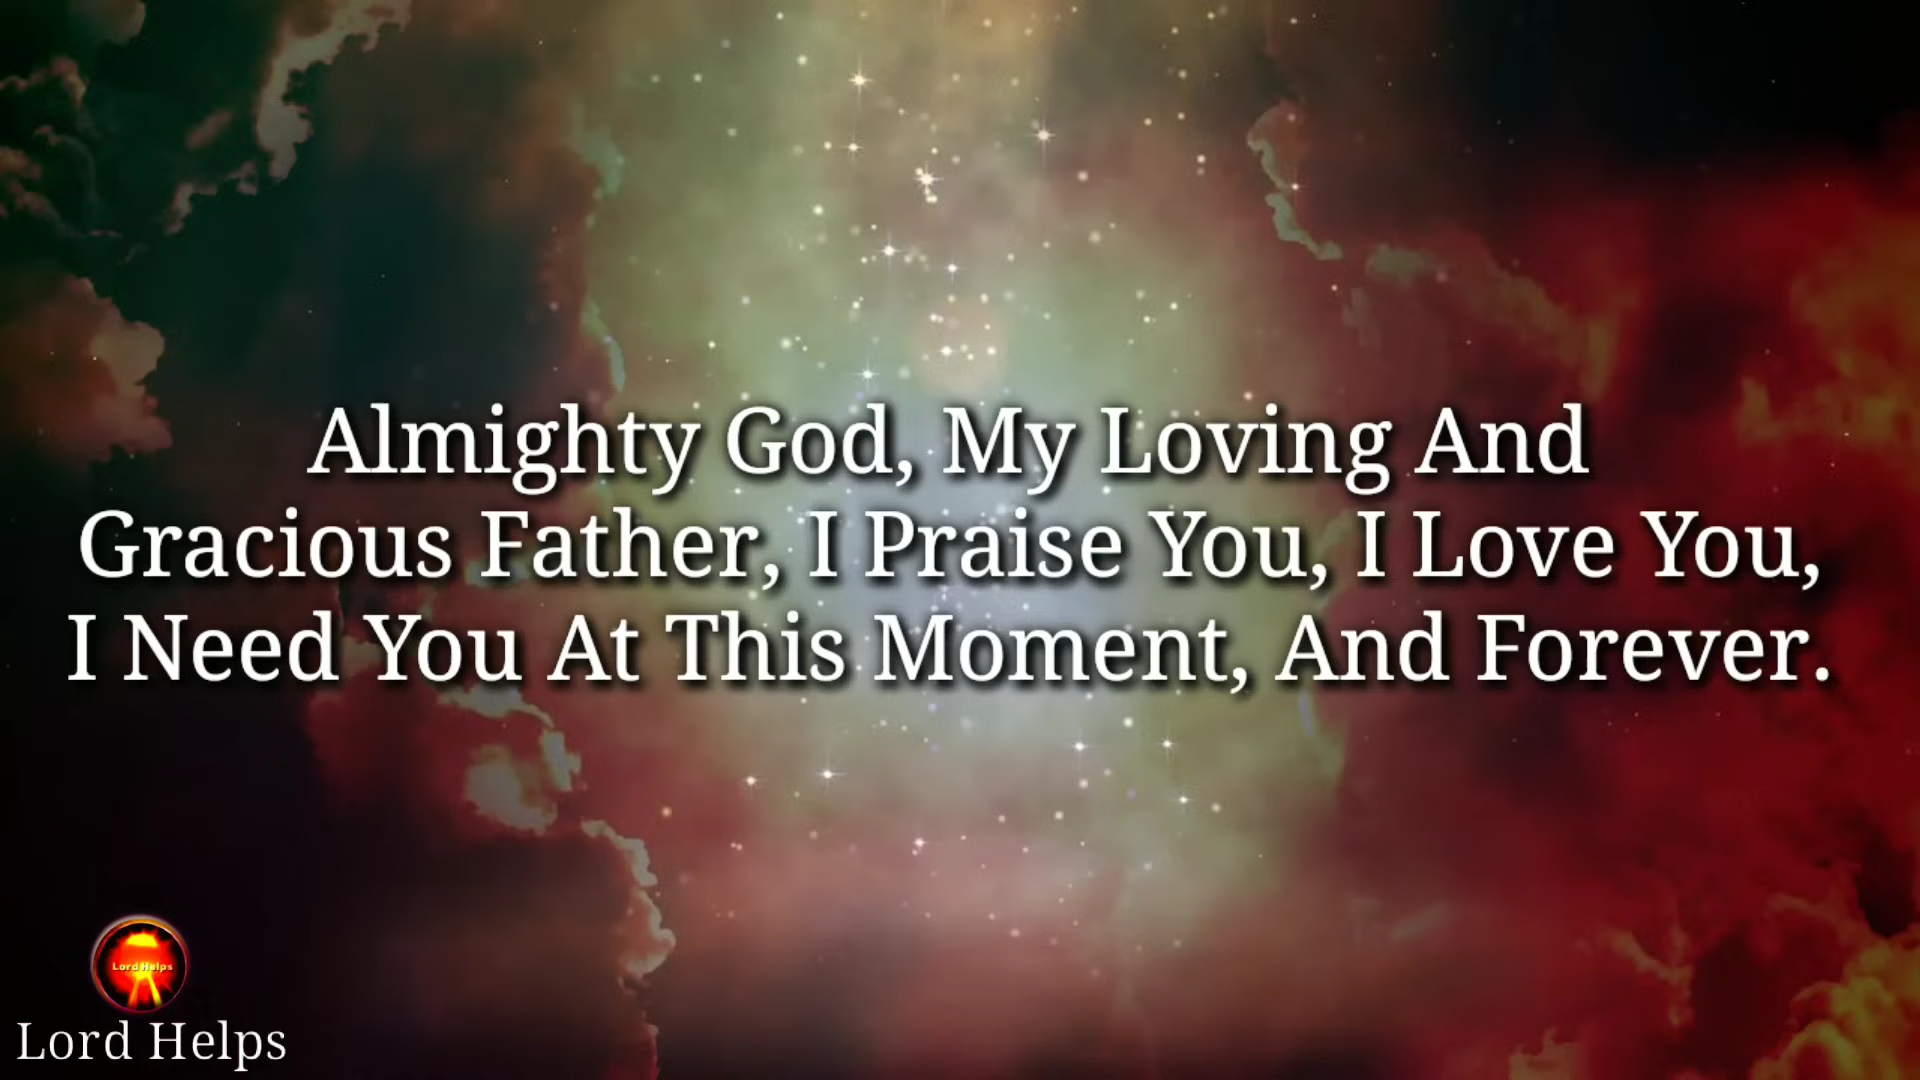 Almighty God, My Loving And
Gracious Father, I Praise You, I Love You,
I Need You At This Moment, And Forever.
Lord Helps
Lord Helps